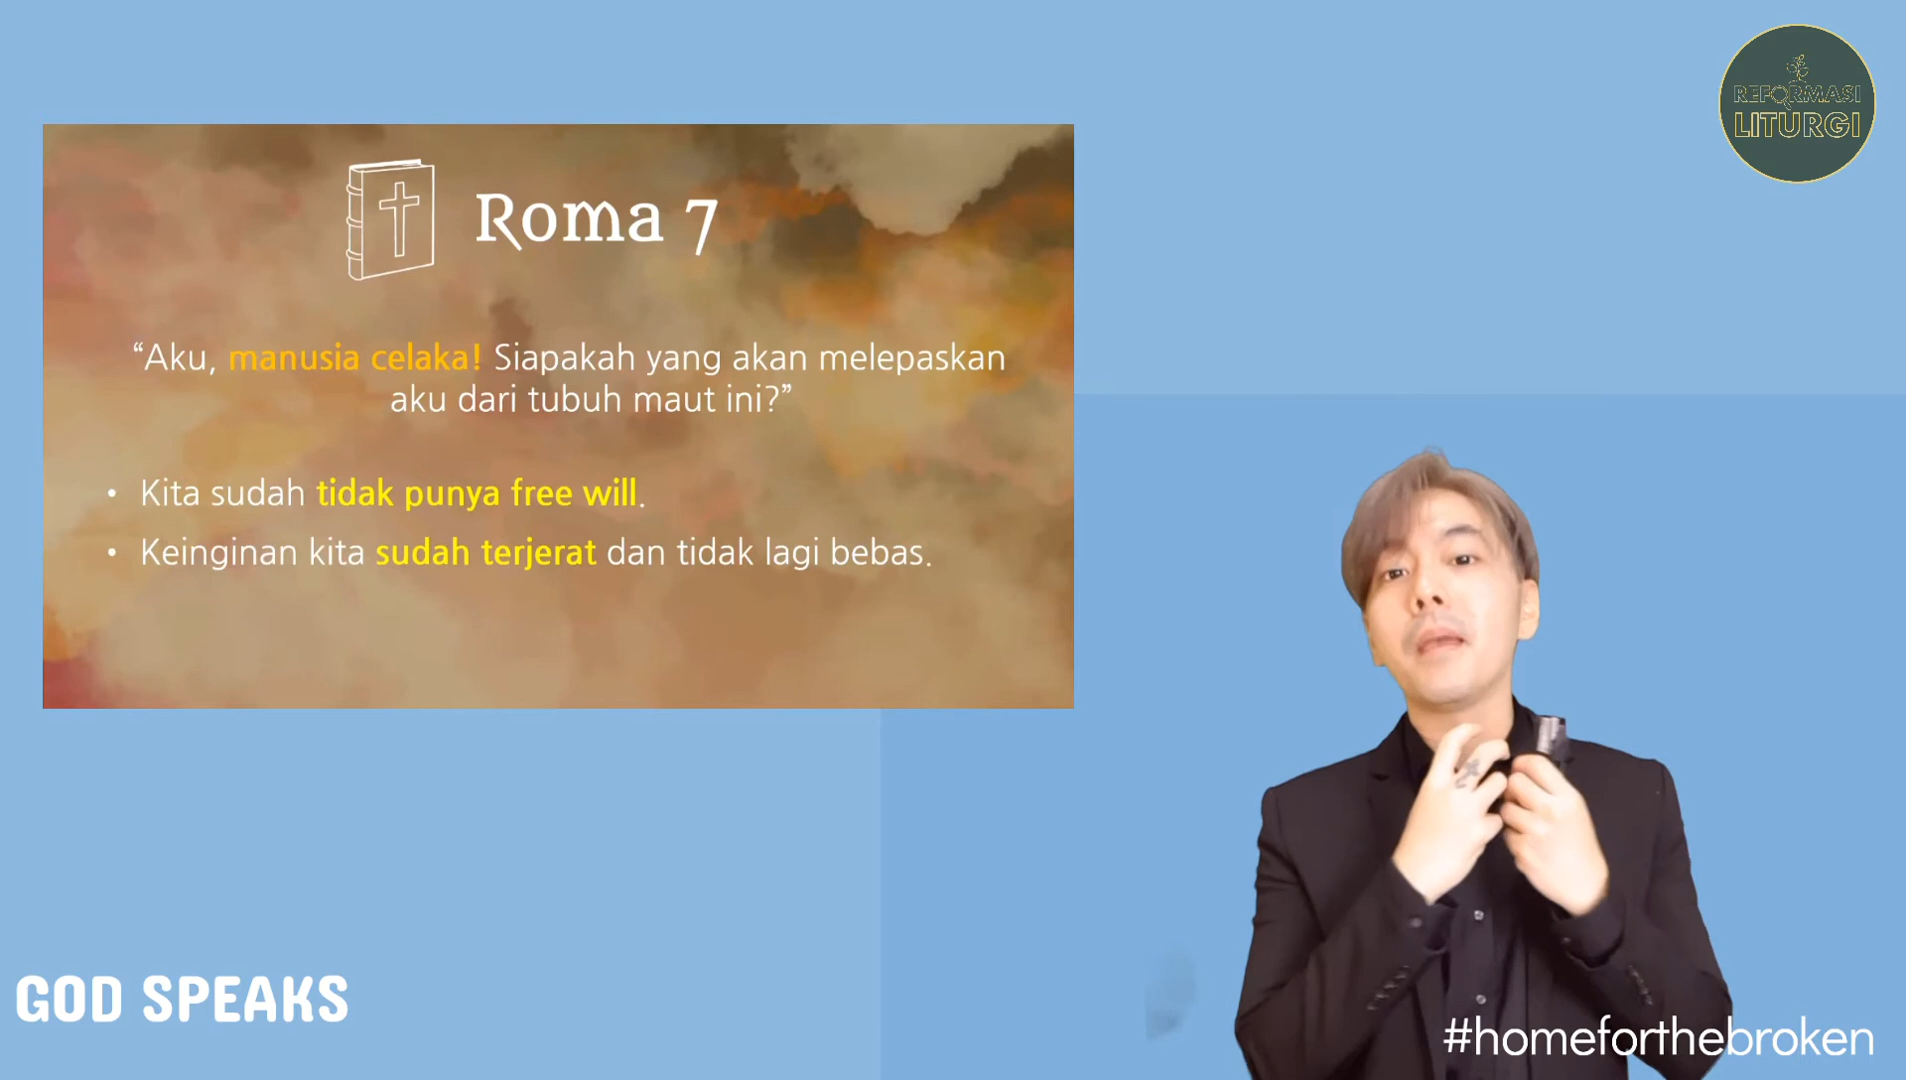 REFORMASI
LITURGI
Roma 7
“Aku, manusia celaka! Siapakah yang akan melepaskan
aku dari tubuh maut ini?”
• Kita sudah tidak punya free will.
• Keinginan kita sudah terjerat dan tidak lagi bebas.
GOD SPEAKS
#homeforthebroken